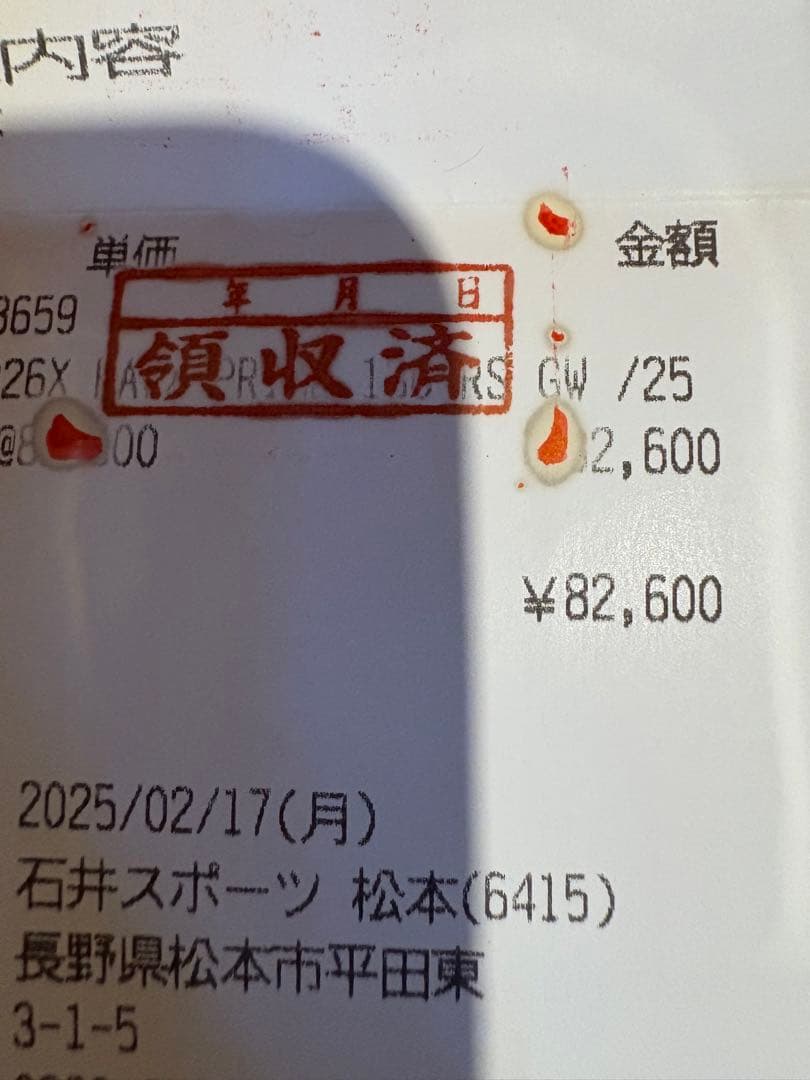 内容
単価 金額
年 月 日
3659
領収済
26X PR RS GW /25
2,600
¥82,600
2025/02/17(月)
石井スポーツ 松本(6415)
長野県松本市平田東
3-1-5